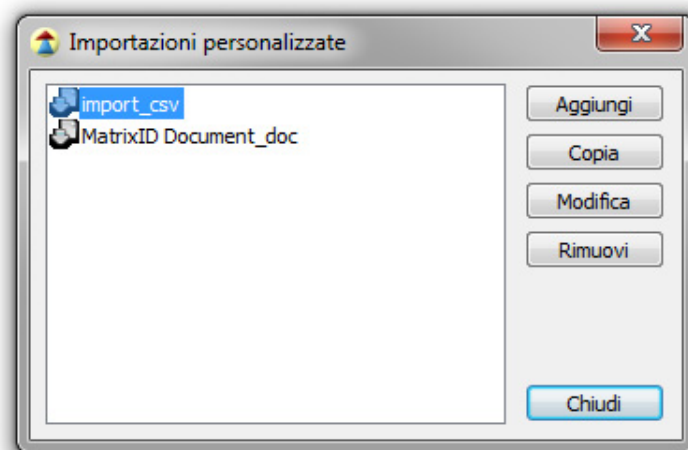 Importazioni personalizzate
import_csv
MatrixID Document_doc
Aggiungi
Copia
Modifica
Rimuovi
Chiudi